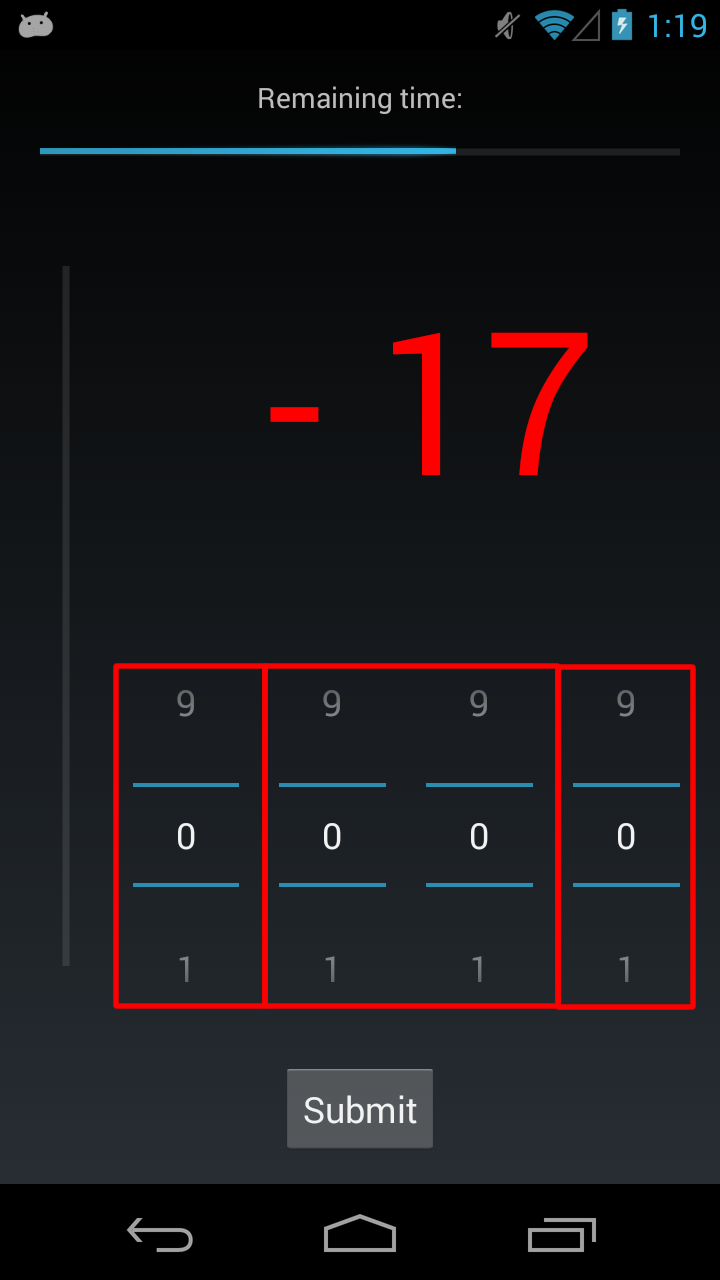 1:19
Remaining time:
- 17
9 9 9 9
0 0 0 0
1 1 1 1
Submit